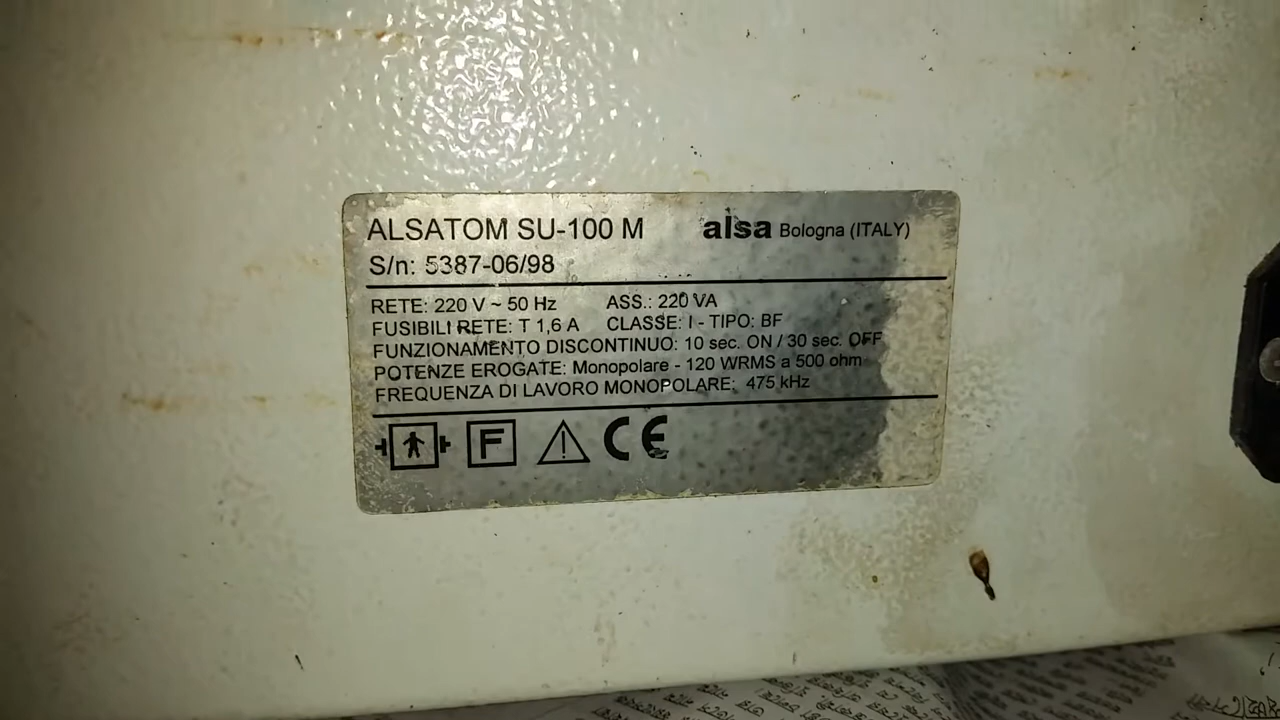 ALSATOM SU-100 M alsa Bologna (ITALY)
S/n: 5387-06/98
RETE: 220 V ~ 50 Hz ASS.: 220 VA
FUSIBILI RETE: T 1,6 A CLASSE: I - TIPO: BF
FUNZIONAMENTO DISCONTINUO: 10 sec. ON / 30 sec. OFF
POTENZE EROGATE: Monopolare - 120 WRMS a 500 ohm
FREQUENZA DI LAVORO MONOPOLARE: 475 kHz
F CE